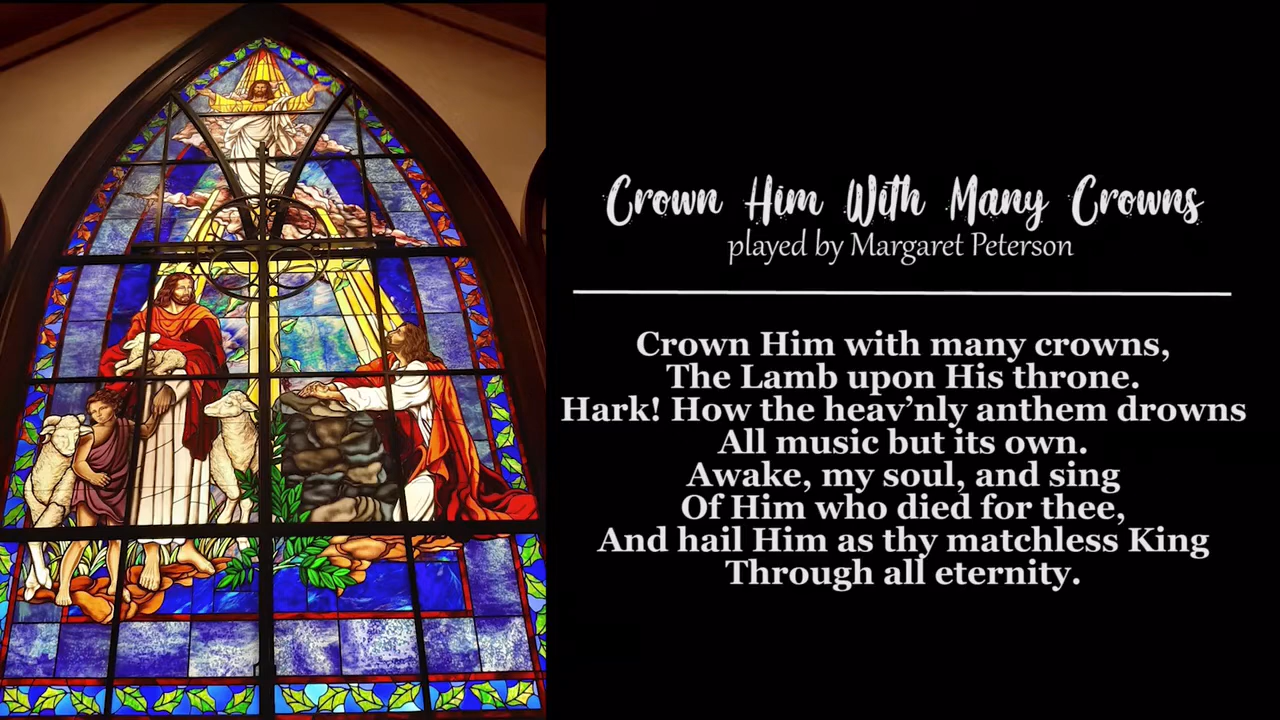 Crown Him With Many Crowns
played by Margaret Peterson
Crown Him with many crowns,
The Lamb upon His throne.
Hark! How the heav’nly anthem drowns
All music but its own.
Awake, my soul, and sing
Of Him who died for thee,
And hail Him as thy matchless King
Through all eternity.